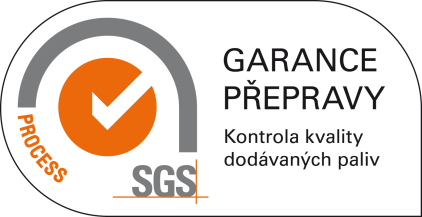 PROCESS
SGS
GARANCE
PŘEPRAVY
Kontrola kvality
dodávaných paliv